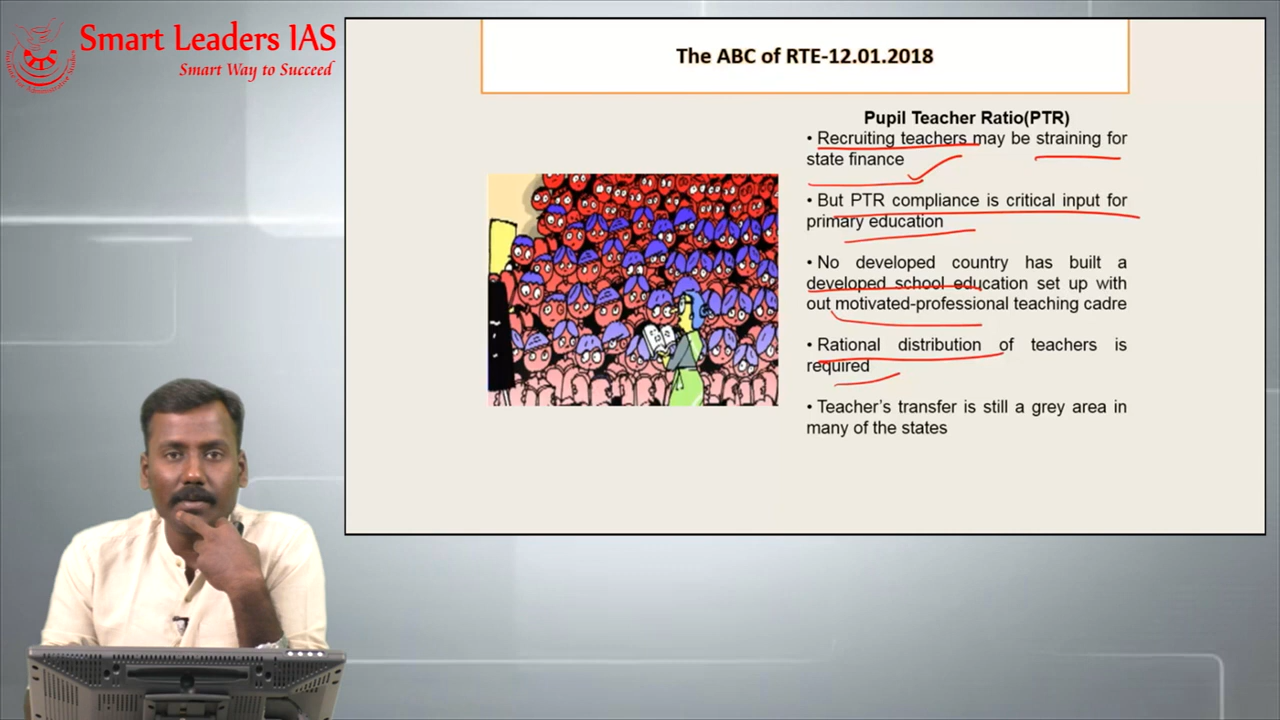 Smart Leaders IAS
Smart Way to Succeed
The ABC of RTE-12.01.2018
Pupil Teacher Ratio(PTR)
• Recruiting teachers may be straining for
state finance
• But PTR compliance is critical input for
primary education
• No developed country has built a
developed school education set up with
out motivated-professional teaching cadre
• Rational distribution of teachers is
required
• Teacher's transfer is still a grey area in
many of the states